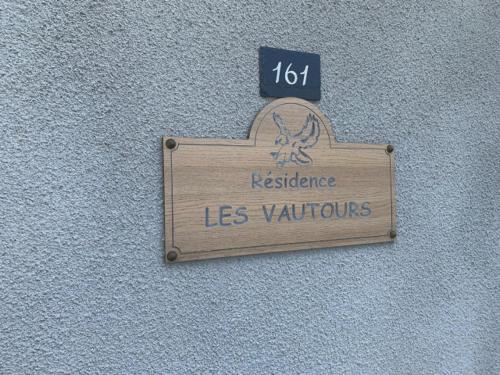 161
Résidence
LES VAUTOURS